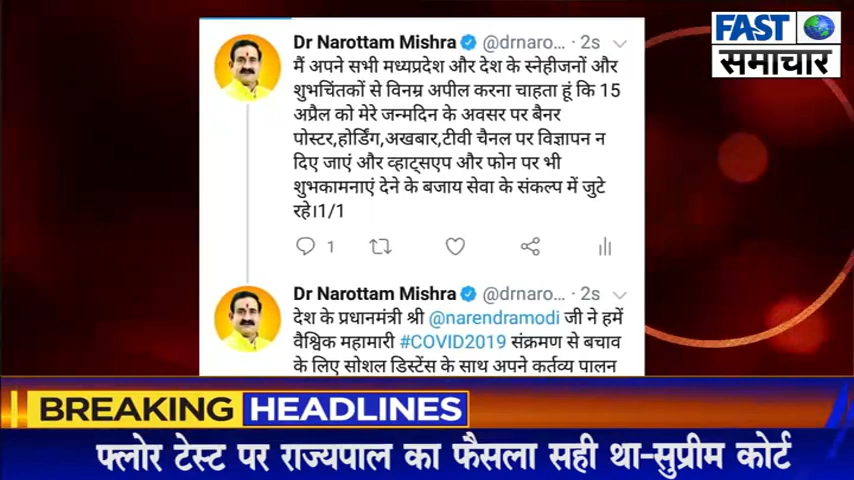 FAST
समाचार
Dr Narottam Mishra @drnaro... · 2s
मैं अपने सभी मध्यप्रदेश और देश के स्नेहीजनों और
शुभचिंतकों से विनम्र अपील करना चाहता हूं कि 15
अप्रैल को मेरे जन्मदिन के अवसर पर बैनर
पोस्टर,होर्डिंग,अखबार,टीवी चैनल पर विज्ञापन न
दिए जाएं और व्हाट्सएप और फोन पर भी
शुभकामनाएं देने के बजाय सेवा के संकल्प में जुटे
रहे।1/1
1
Dr Narottam Mishra @drnaro... · 2s
देश के प्रधानमंत्री श्री @narendramodi जी ने हमें
वैश्विक महामारी #COVID2019 संक्रमण से बचाव
के लिए सोशल डिस्टेंस के साथ अपने कर्तव्य पालन
BREAKING HEADLINES
फ्लोर टेस्ट पर राज्यपाल का फैसला सही था-सुप्रीम कोर्ट